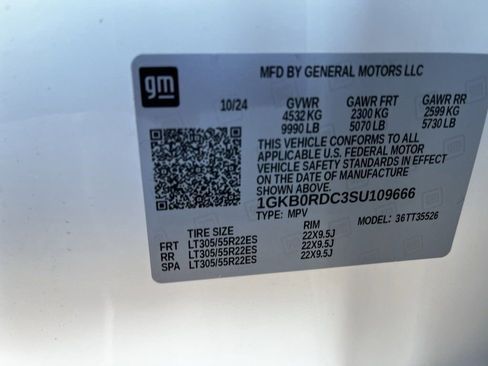 gm
MFD BY GENERAL MOTORS LLC
10/24 GVWR GAWR FRT GAWR RR
4532 KG 2300 KG 2599 KG
9990 LB 5070 LB 5730 LB
THIS VEHICLE CONFORMS TO ALL
APPLICABLE U.S. FEDERAL MOTOR
VEHICLE SAFETY STANDARDS IN EFFECT
ON THE DATE OF MANUFACTURE
SHOWN ABOVE.
1GKB0RDC3SU109666
TYPE: MPV MODEL: 36TT35526
TIRE SIZE RIM
FRT LT305/55R22ES 22X9.5J
RR LT305/55R22ES 22X9.5J
SPA LT305/55R22ES 22X9.5J